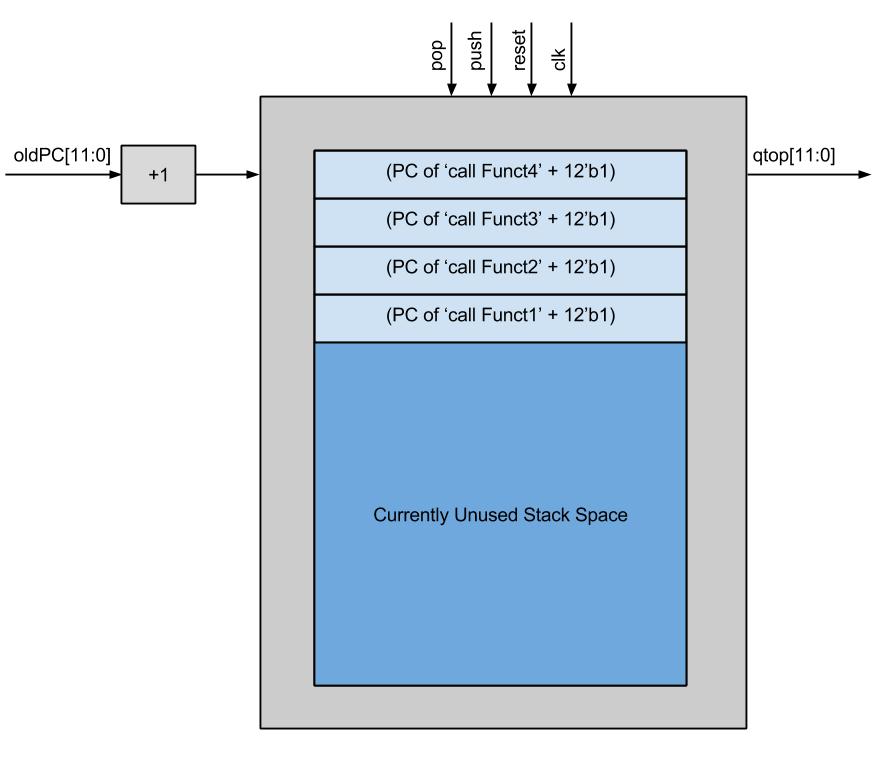 pop
push
reset
clk
oldPC[11:0]
+1
qtop[11:0]
(PC of ‘call Funct4’ + 12’b1)
(PC of ‘call Funct3’ + 12’b1)
(PC of ‘call Funct2’ + 12’b1)
(PC of ‘call Funct1’ + 12’b1)
Currently Unused Stack Space